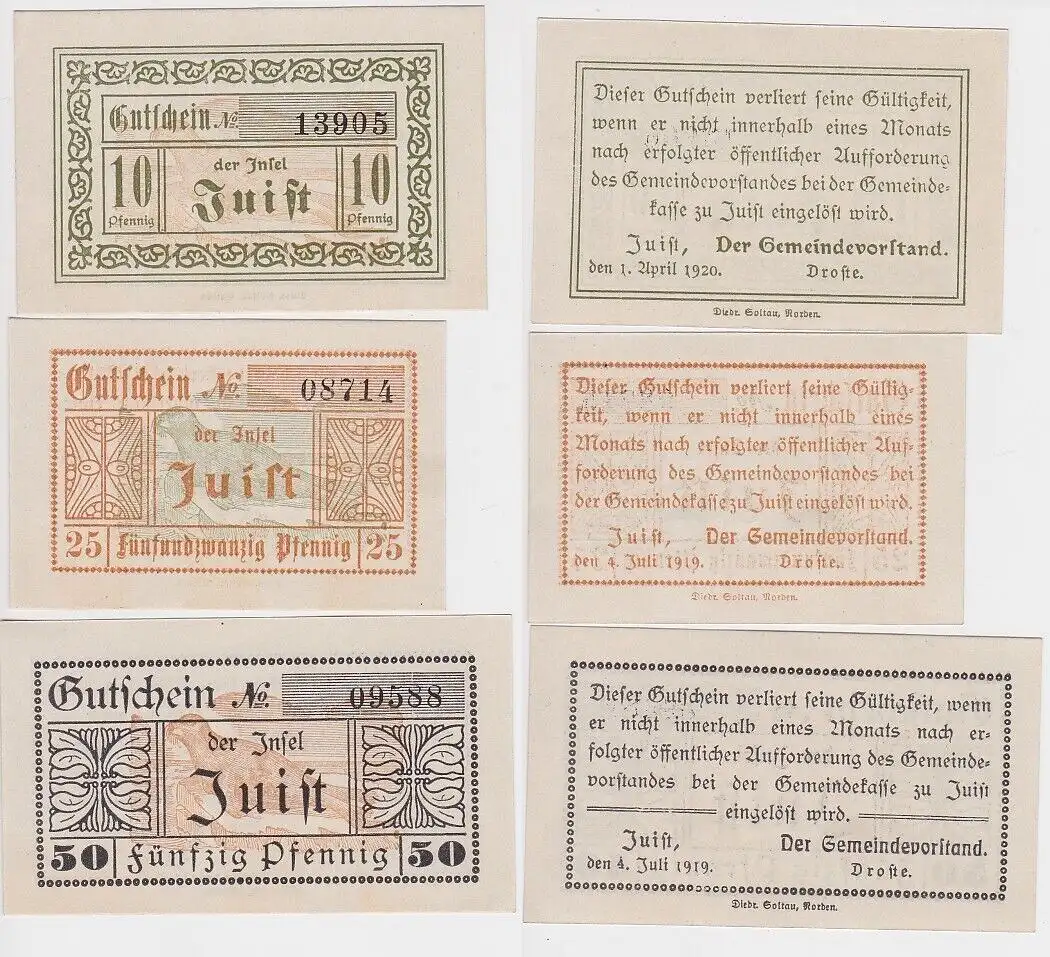 Gutschein No. 13905
10 Pfennig
der Insel
Juist
10 Pfennig
Dieser Gutschein verliert seine Gültigkeit,
wenn er nicht innerhalb eines Monats
nach erfolgter öffentlicher Aufforderung
des Gemeindevorstandes bei der Gemeinde-
kasse zu Juist eingelöst wird.
Juist, Der Gemeindevorstand.
den 1. April 1920. Droste.
Diedr. Soltau, Norden.
Gutschein No. 08714
der Insel
Juist
25 Fünfundzwanzig Pfennig 25
Dieser Gutschein verliert seine Gültig-
keit, wenn er nicht innerhalb eines
Monats nach erfolgter öffentlicher Auf-
forderung des Gemeindevorstandes bei
der Gemeindekasse zu Juist eingelöst wird.
Juist, Der Gemeindevorstand.
den 4. Juli 1919. Droste.
Diedr. Soltau, Norden.
Gutschein No. 09588
der Insel
Juist
50 Fünfzig Pfennig 50
Dieser Gutschein verliert seine Gültigkeit, wenn
er nicht innerhalb eines Monats nach er-
folgter öffentlicher Aufforderung des Gemeinde-
vorstandes bei der Gemeindekasse zu Juist
eingelöst wird.
Juist, Der Gemeindevorstand.
den 4. Juli 1919. Droste.
Diedr. Soltau, Norden.